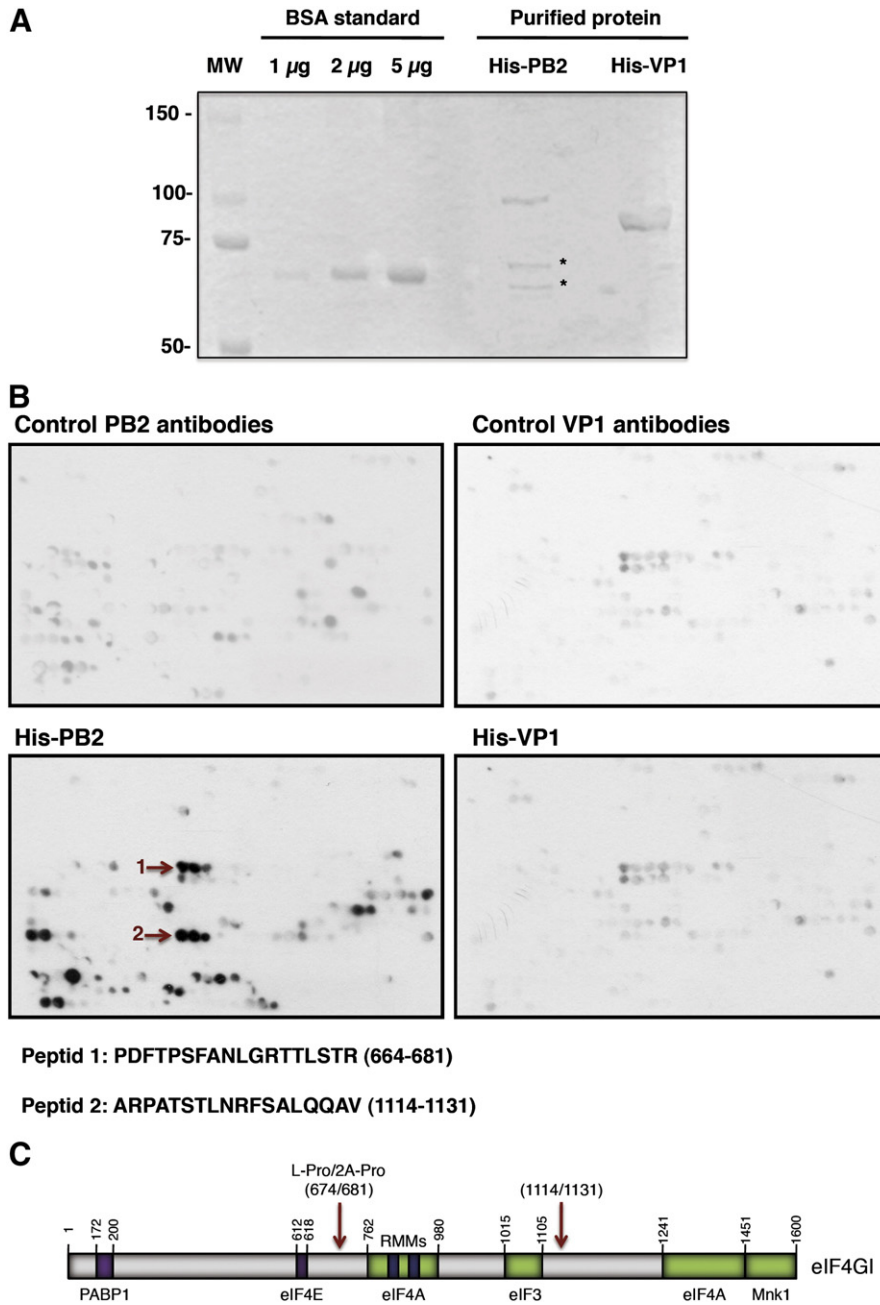 A
BSA standard
Purified protein
MW
1 µg
2 µg
5 µg
His-PB2
His-VP1
150 -
100-
75-
50-
*
*
B
Control PB2 antibodies
Control VP1 antibodies
His-PB2
His-VP1
1
2
Peptid 1: PDFTPSFANLGRTTLSTR (664-681)
Peptid 2: ARPATSTLNRFSALQQAV (1114-1131)
C
L-Pro/2A-Pro
(674/681)
(1114/1131)
1
172
200
612
618
762
RMMs
980
1015
1105
1241
1451
1600
eIF4GI
PABP1
eIF4E
eIF4A
eIF3
eIF4A
Mnk1